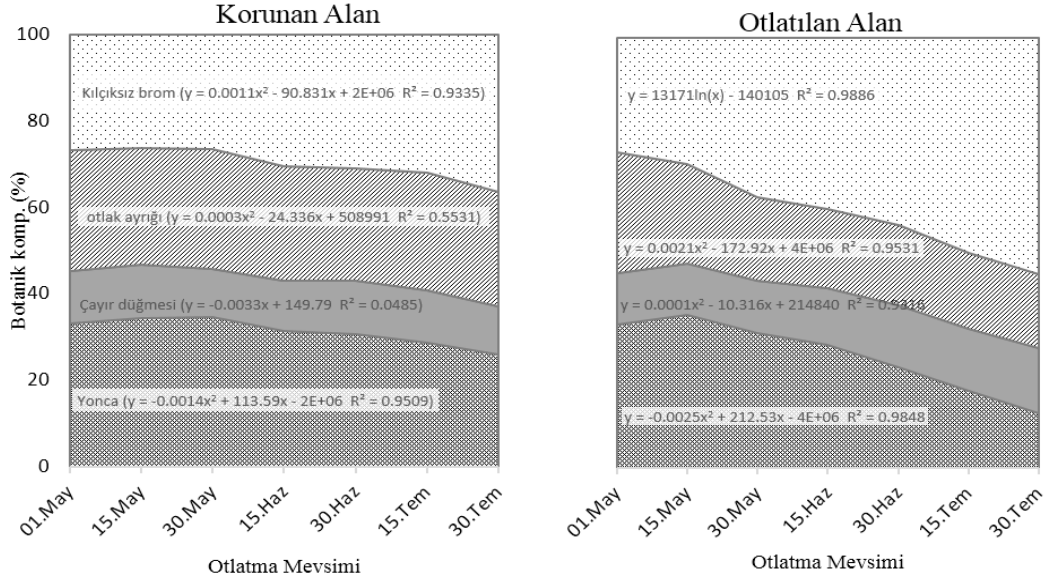 Korunan Alan
Botanik komp. (%)
100
80
60
40
20
0
Kılçıksız brom (y = 0.0011x² - 90.831x + 2E+06 R² = 0.9335)
otlak ayrığı (y = 0.0003x² - 24.336x + 508991 R² = 0.5531)
Çayır düğmesi (y = -0.0033x + 149.79 R² = 0.0485)
Yonca (y = -0.0014x² + 113.59x - 2E+06 R² = 0.9509)
01.May 15.May 30.May 15.Haz 30.Haz 15.Tem 30.Tem
Otlatma Mevsimi
Otlatılan Alan
y = 13171ln(x) - 140105 R² = 0.9886
y = 0.0021x² - 172.92x + 4E+06 R² = 0.9531
y = 0.0001x² - 10.316x + 214840 R² = 0.9316
y = -0.0025x² + 212.53x - 4E+06 R² = 0.9848
01.May 15.May 30.May 15.Haz 30.Haz 15.Tem 30.Tem
Otlatma Mevsimi